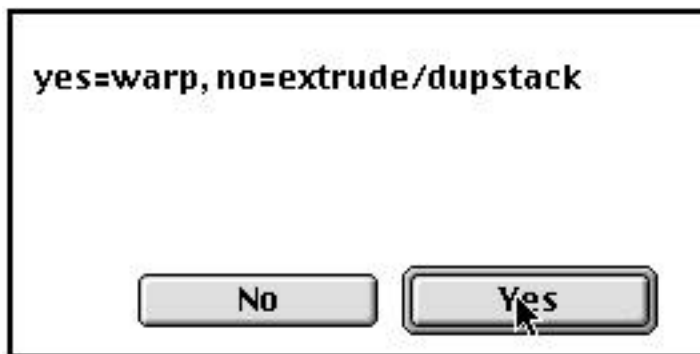 yes=warp, no=extrude/dupstack
No
Yes